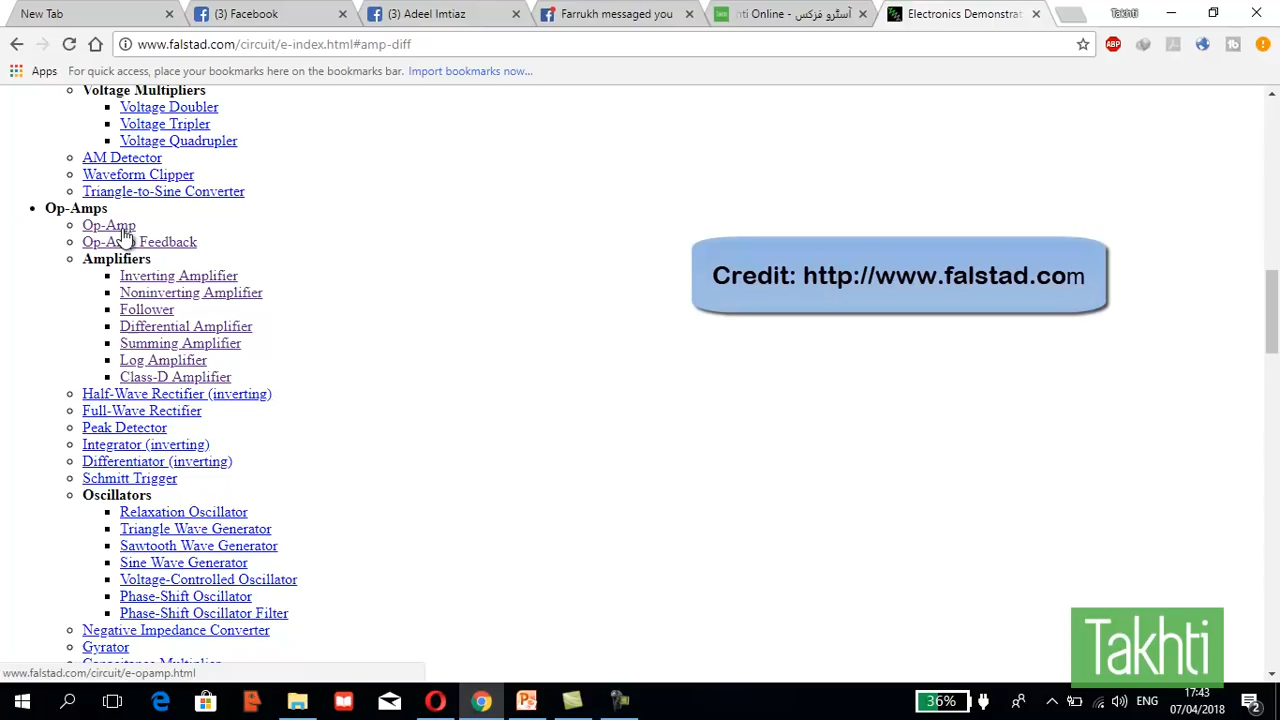 New Tab
(3) Facebook
(3) Adeel Imtiaz
Farrukh messaged you
hti Online - آسٹرو فزکس
Electronics Demonstrat
Takhti
www.falstad.com/circuit/e-index.html#amp-diff
ABP
Apps
For quick access, place your bookmarks here on the bookmarks bar. Import bookmarks now...
Voltage Multipliers
Voltage Doubler
Voltage Tripler
Voltage Quadrupler
AM Detector
Waveform Clipper
Triangle-to-Sine Converter
Op-Amps
Op-Amp
Op-Amp Feedback
Amplifiers
Inverting Amplifier
Noninverting Amplifier
Follower
Differential Amplifier
Summing Amplifier
Log Amplifier
Class-D Amplifier
Half-Wave Rectifier (inverting)
Full-Wave Rectifier
Peak Detector
Integrator (inverting)
Differentiator (inverting)
Schmitt Trigger
Oscillators
Relaxation Oscillator
Triangle Wave Generator
Sawtooth Wave Generator
Sine Wave Generator
Voltage-Controlled Oscillator
Phase-Shift Oscillator
Phase-Shift Oscillator Filter
Negative Impedance Converter
Gyrator
Capacitance Multiplier
Credit: http://www.falstad.com
Takhti
www.falstad.com/circuit/e-opamp.html
36%
ENG
17:43
07/04/2018
2